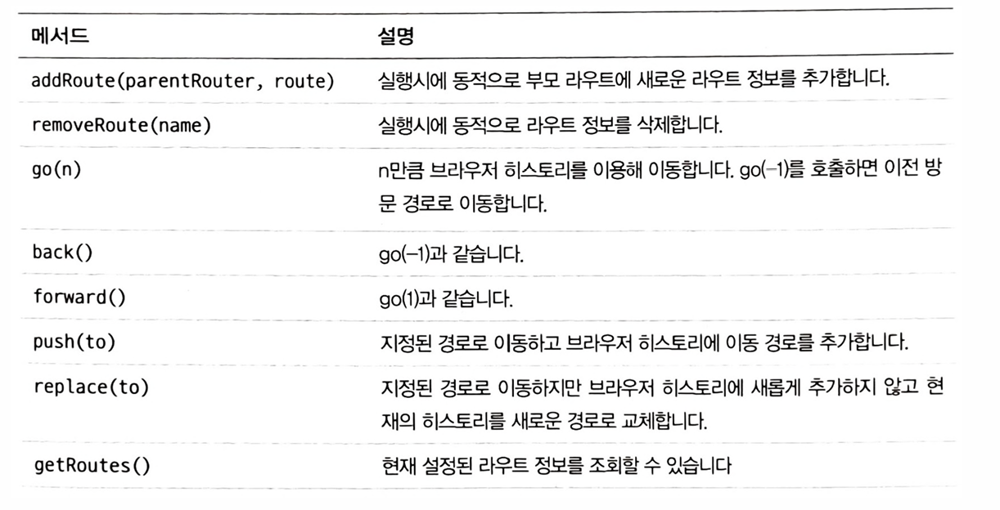 메서드 설명
addRoute(parentRouter, route) 실행시에 동적으로 부모 라우트에 새로운 라우트 정보를 추가합니다.
removeRoute(name) 실행시에 동적으로 라우트 정보를 삭제합니다.
go(n) n만큼 브라우저 히스토리를 이용해 이동합니다. go(-1)를 호출하면 이전 방
문 경로로 이동합니다.
back() go(-1)과 같습니다.
forward() go(1)과 같습니다.
push(to) 지정된 경로로 이동하고 브라우저 히스토리에 이동 경로를 추가합니다.
replace(to) 지정된 경로로 이동하지만 브라우저 히스토리에 새롭게 추가하지 않고 현
재의 히스토리를 새로운 경로로 교체합니다.
getRoutes() 현재 설정된 라우트 정보를 조회할 수 있습니다